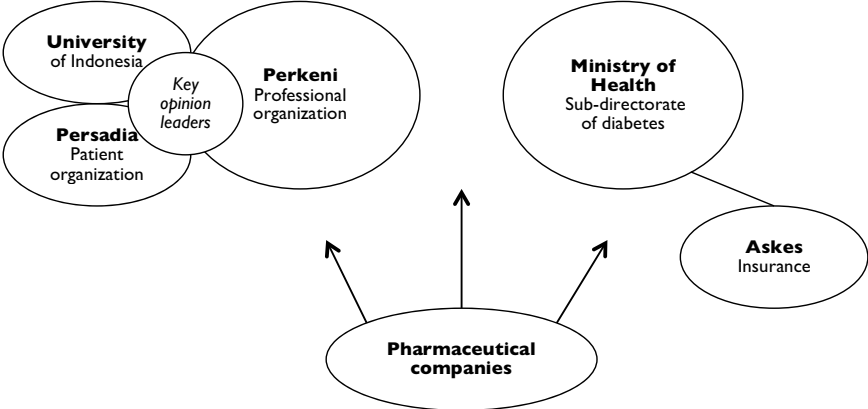 University
of Indonesia
Key
opinion
leaders
Persadia
Patient
organization
Perkeni
Professional
organization
Ministry of
Health
Sub-directorate
of diabetes
Askes
Insurance
Pharmaceutical
companies